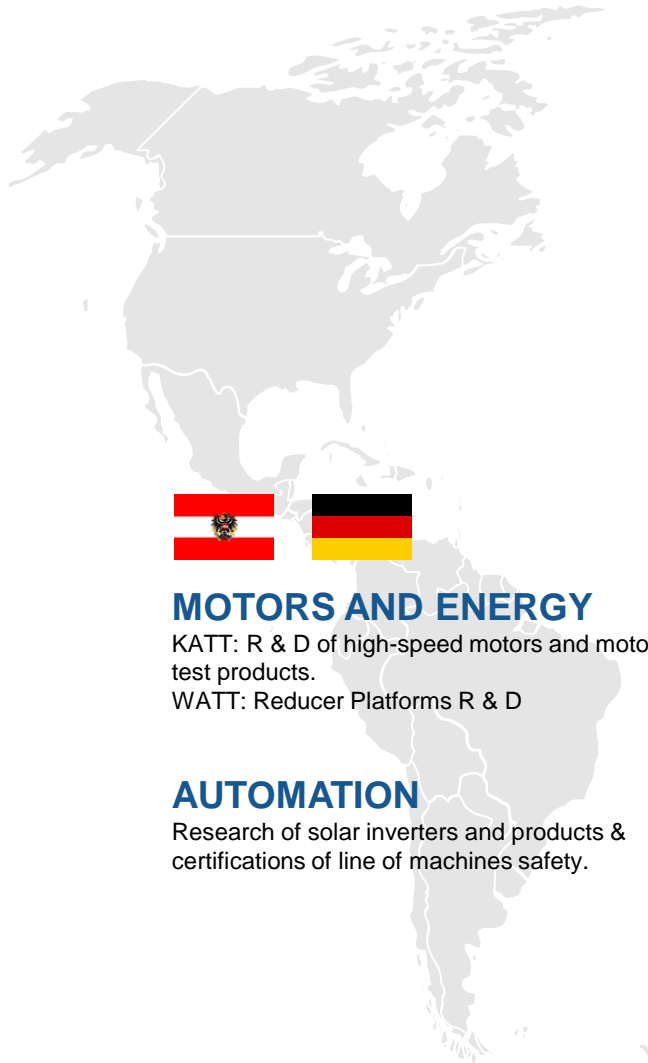 MOTORS AND ENERGY
KATT: R & D of high-speed motors and moto
test products.
WATT: Reducer Platforms R & D
AUTOMATION
Research of solar inverters and products &
certifications of line of machines safety.